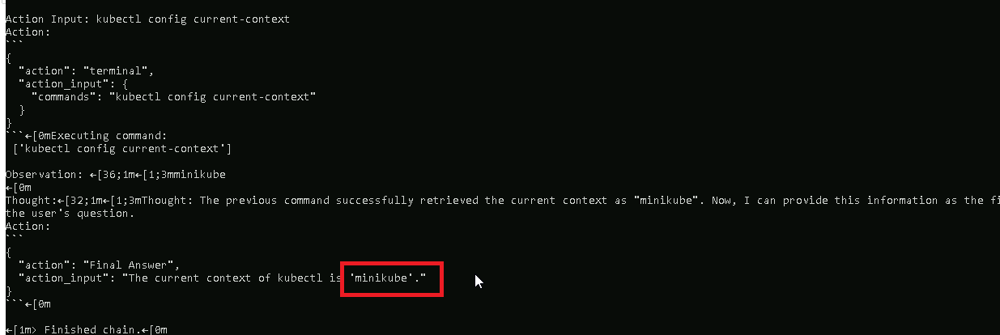 Action Input: kubectl config current-context
Action:
```
{
  "action": "terminal",
  "action_input": {
    "commands": "kubectl config current-context"
  }
}
```←[0mExecuting command:
 ['kubectl config current-context']
Observation: ←[36;1m←[1;3mminikube
←[0m
Thought:←[32;1m←[1;3mThought: The previous command successfully retrieved the current context as "minikube". Now, I can provide this information as the
the user's question.
Action:
```
{
  "action": "Final Answer",
  "action_input": "The current context of kubectl is 'minikube'."
}
```←[0m
←[1m> Finished chain.←[0m